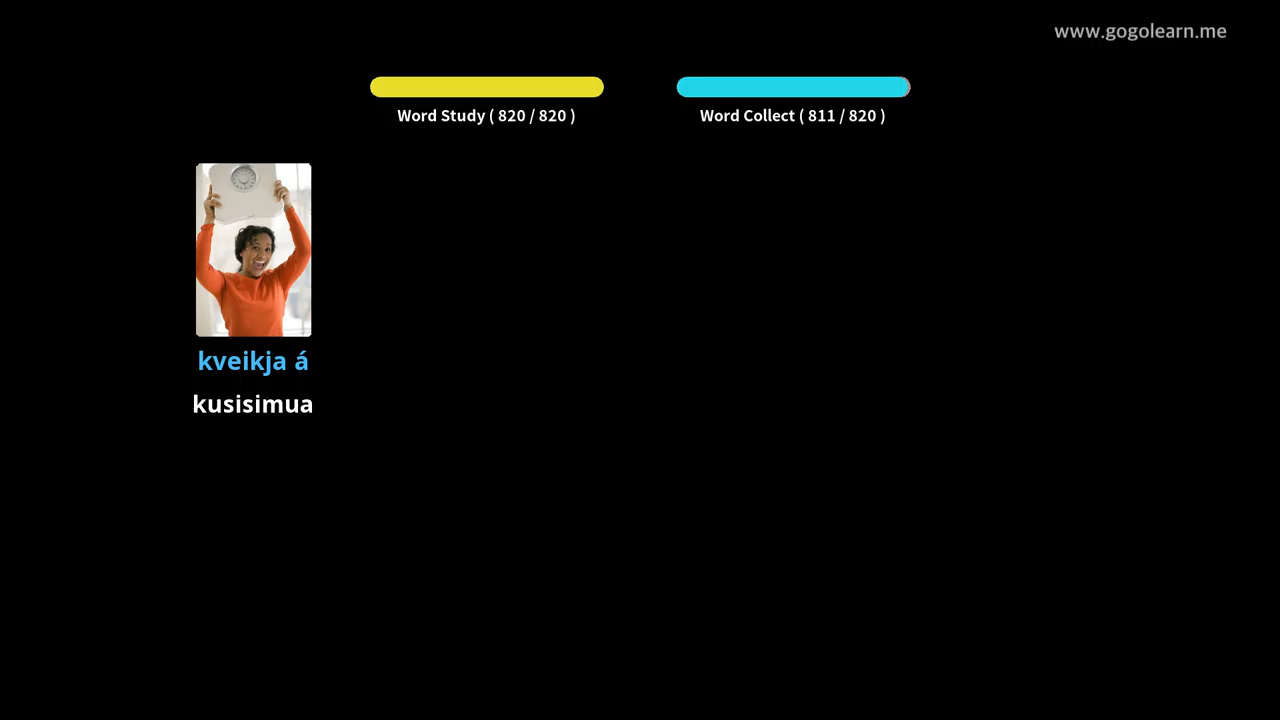 www.gogolearn.me
Word Study ( 820 / 820 )
Word Collect ( 811 / 820 )
kveikja á
kusisimua